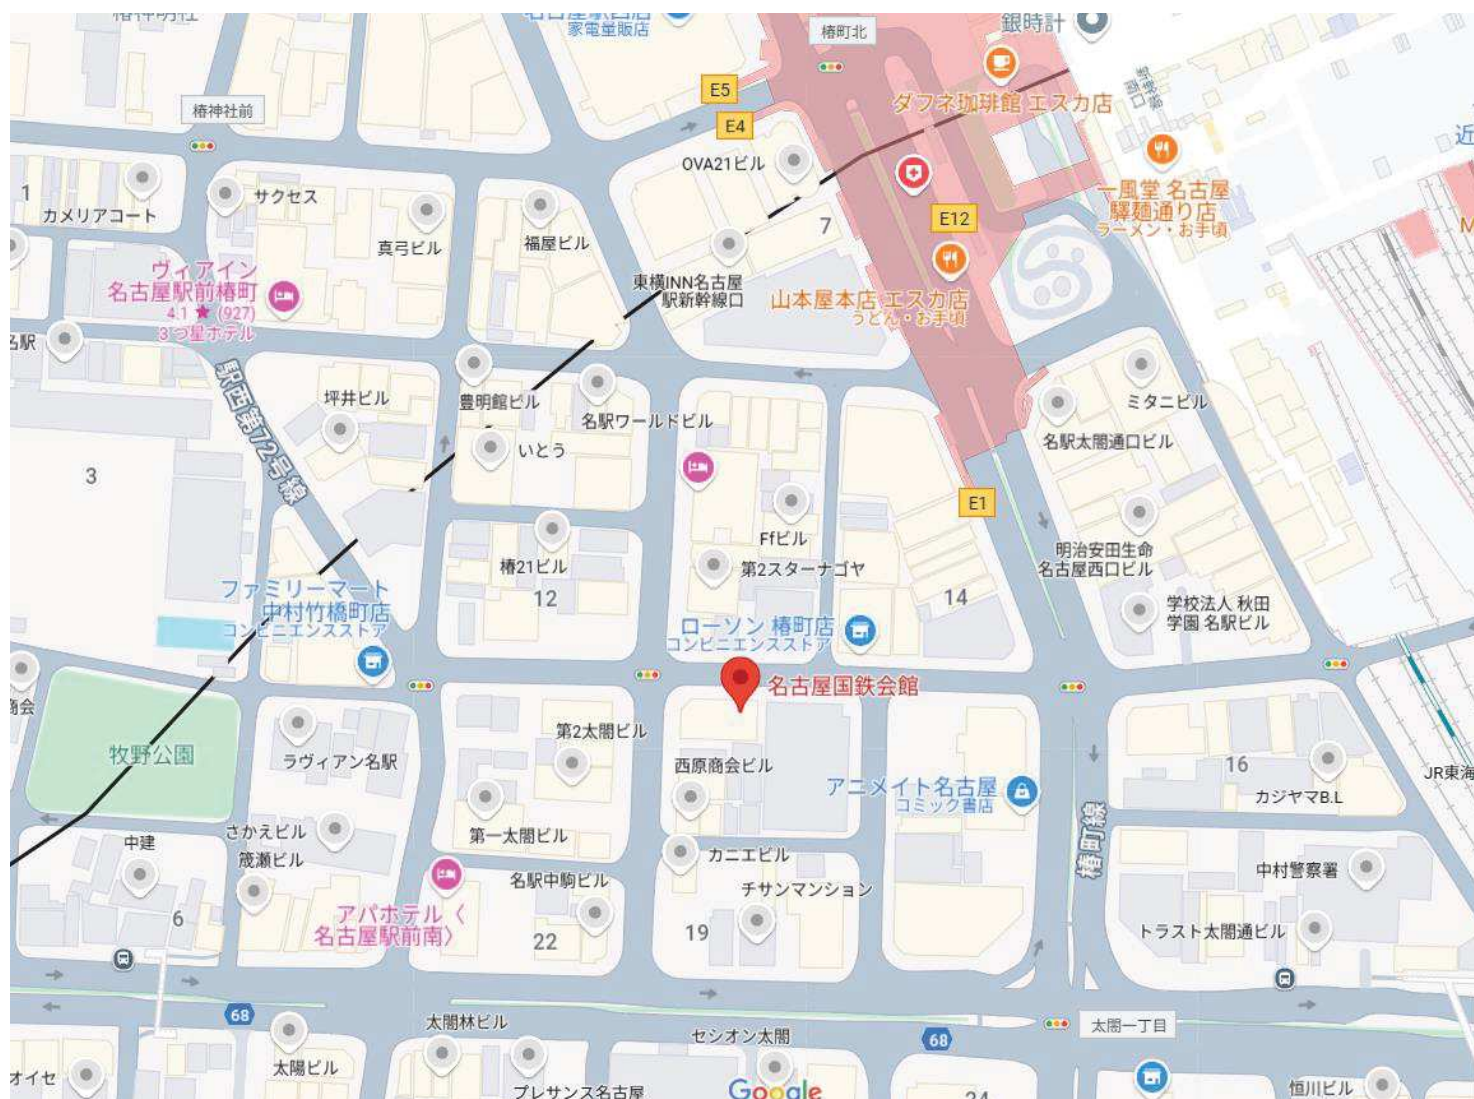 椿神明社
名古屋駅西店
家電量販店
椿町北
銀時計
E5
E4
ダフネ珈琲館 エスカ店
椿神社前
OVA21ビル
近
1
カメリアコート
サクセス
真弓ビル
福屋ビル
7
E12
一風堂 名古屋
驛麺通り店
ラーメン・お手頃
M
ヴィアイン
名古屋駅前椿町
4.1 ★ (927)
3 つ星ホテル
東横INN名古屋
駅新幹線口
山本屋本店 エスカ店
うどん・お手頃
名駅
駅西第72号線
坪井ビル
豊明館ビル
名駅ワールドビル
いとう
ミタニビル
名駅太閤通口ビル
3
E1
Ffビル
明治安田生命
名古屋西口ビル
椿21ビル
第2スターナゴヤ
12
14
学校法人 秋田
学園 名駅ビル
ファミリーマート
中村竹橋町店
コンビニエンスストア
ローソン 椿町店
コンビニエンスストア
名古屋国鉄会館
商会
牧野公園
ラヴィアン名駅
第2太閤ビル
西原商会ビル
アニメイト名古屋
コミック書店
16
カジヤマB.L
JR東海
さかえビル
第一太閤ビル
椿町線
中建
箴瀬ビル
カニエビル
名駅中駒ビル
チサンマンション
中村警察署
6
アパホテル〈
名古屋駅前南〉
22
19
トラスト太閤通ビル
68
太閤林ビル
セシオン太閤
68
太閤一丁目
太陽ビル
オイセ
プレサンス名古屋
Google
24
恒川ビル